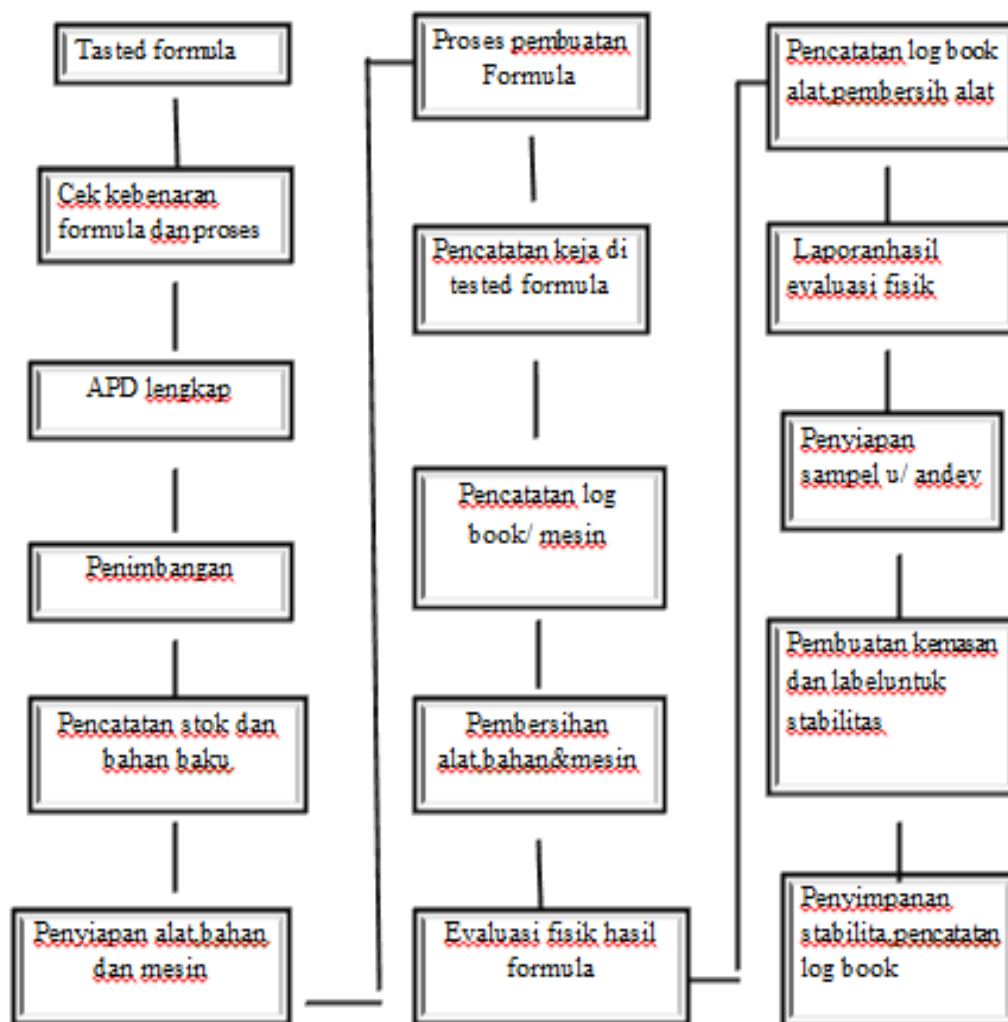 Tasted formula
Cek kebenaran
formula dan proses
APD lengkap
Penimbangan
Pencatatan stok dan
bahan baku
Penyiapan alat,bahan
dan mesin
Proses pembuatan
Formula
Pencatatan keja di
tested formula
Pencatatan log
book/ mesin
Pembersihan
alat,bahan&mesin
Evaluasi fisik hasil
formula
Pencatatan log book
alat,pembersih alat
Laporanhasil
evaluasi fisik
Penyiapan
sampel u/ andev
Pembuatan kemasan
dan labeluntuk
stabilitas
Penyimpanan
stabilita,pencatatan
log book